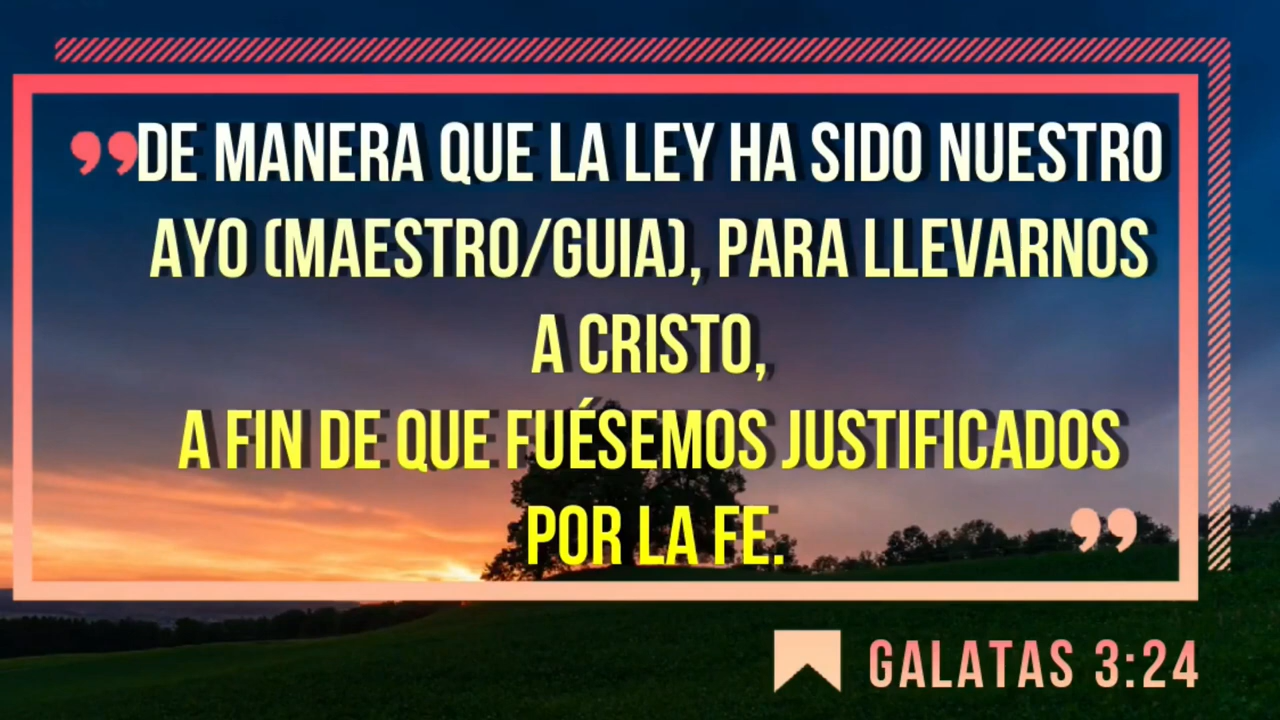 ”DE MANERA QUE LA LEY HA SIDO NUESTRO
AYO (MAESTRO/GUIA), PARA LLEVARNOS
A CRISTO,
A FIN DE QUE FUÉSEMOS JUSTIFICADOS
POR LA FE. ”
GALATAS 3:24